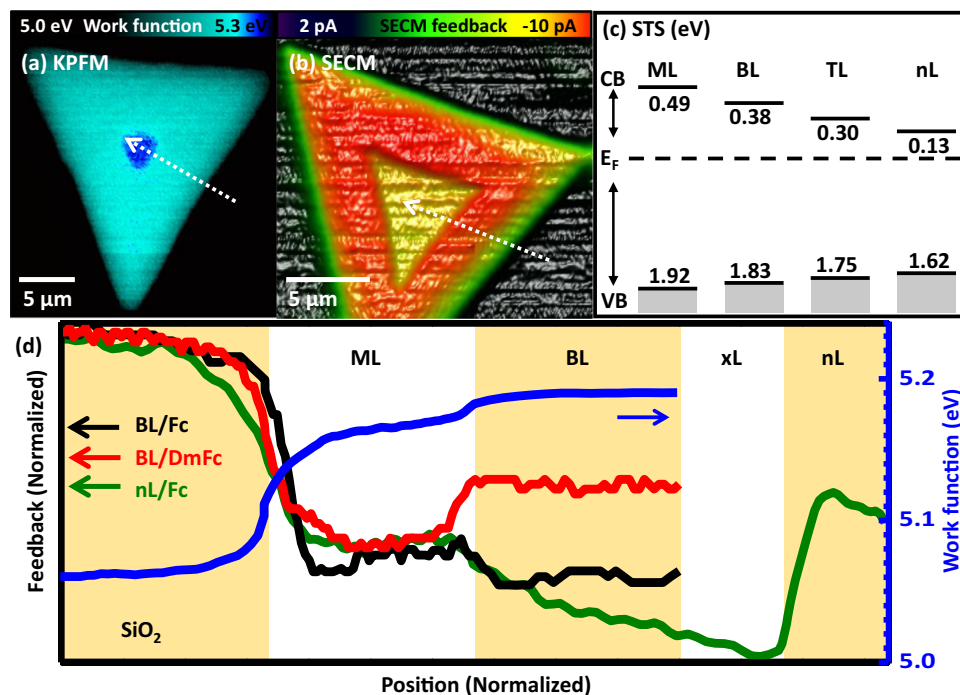 5.0 eV Work function 5.3 eV
2 pA SECM feedback -10 pA
(a) KPFM
5 μm
(b) SECM
5 μm
(c) STS (eV)
CB
ML BL TL nL
0.49
0.38
0.30
0.13
EF
1.92 1.83 1.75 1.62
VB
(d)
ML BL xL nL
BL/Fc
BL/DmFc
nL/Fc
SiO2
Feedback (Normalized)
Position (Normalized)
5.2
5.1
5.0
Work function (eV)